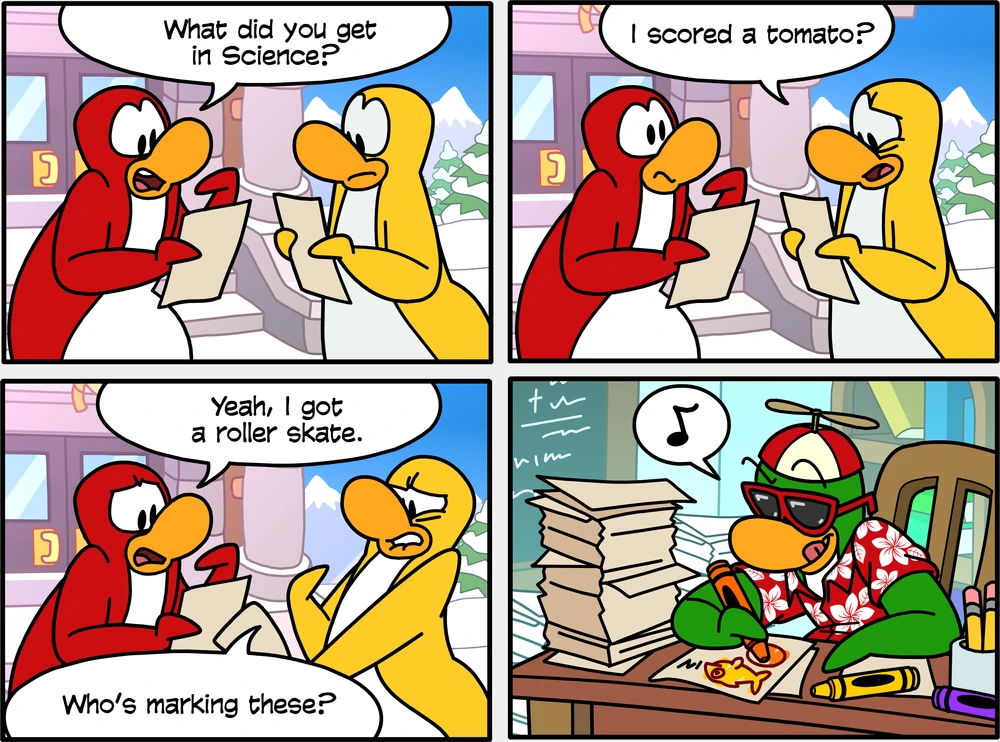 What did you get
in Science?
I scored a tomato?
Yeah, I got
a roller skate.
Who's marking these?